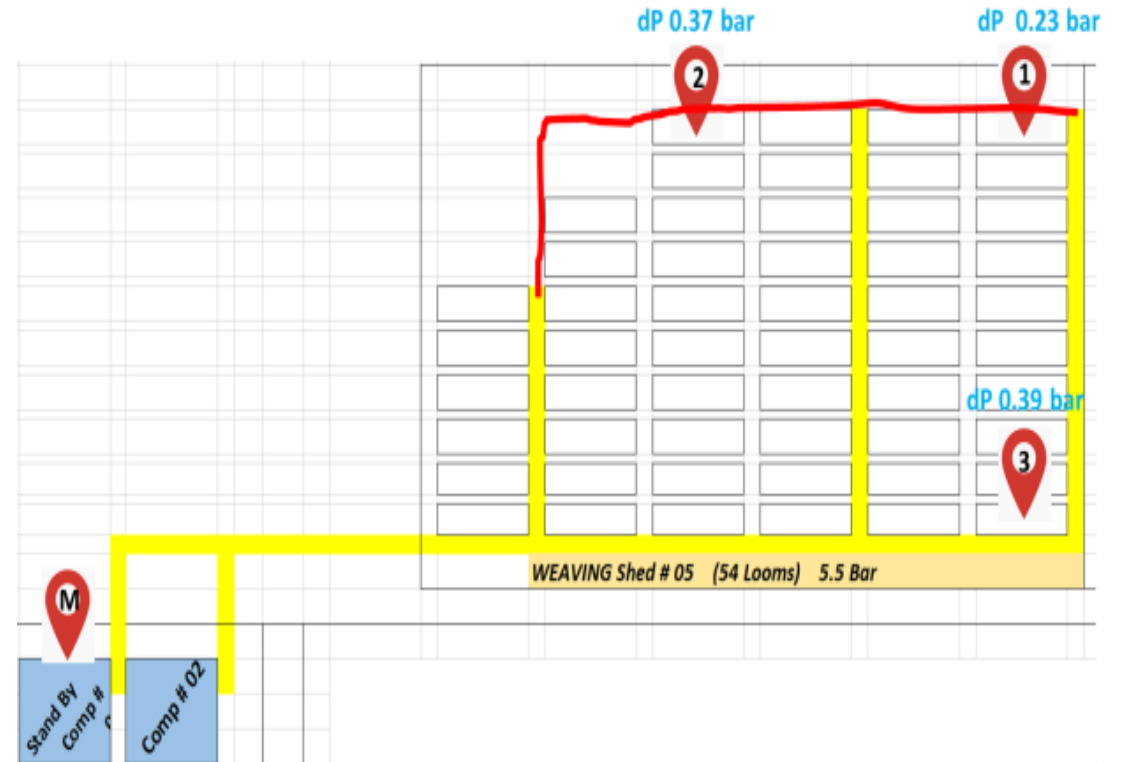 dP 0.37 bar
dP 0.23 bar
2
1
dP 0.39 bar
3
WEAVING Shed # 05 (54 Looms) 5.5 Bar
M
Stand By
Comp #
Comp # 02